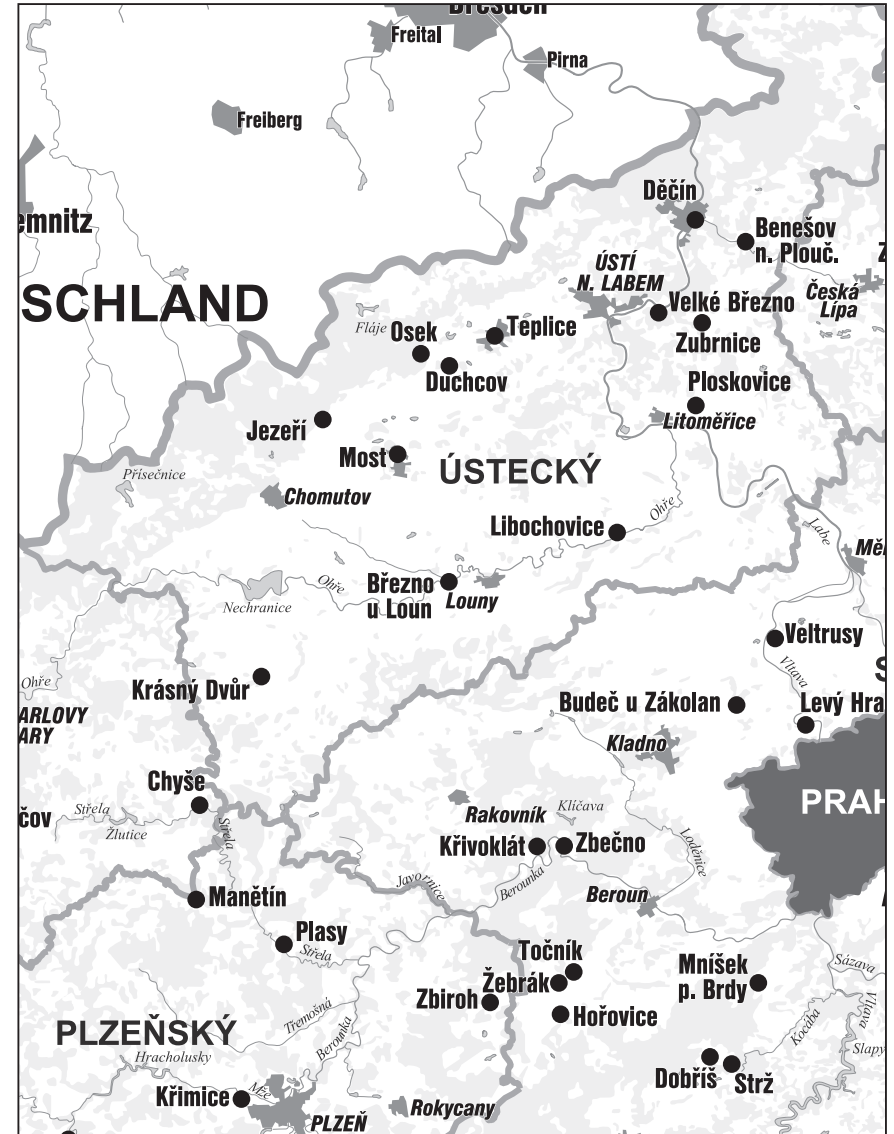 Dresden
Freital
Pirna
Freiberg
emnitz
Děčín
Benešov
n. Plouč.
SCHLAND
ÚSTÍ
N. LABEM
Velké Březno
Česká
Lípa
Fláje
Osek
Teplice
Zubrnice
Duchcov
Ploskovice
Litoměřice
Jezeří
Most
ÚSTECKÝ
Přísečnice
Chomutov
Libochovice
Ohře
Labe
Měl
Březno
u Loun
Louny
Ohře
Nechranice
Veltrusy
Vltava
S
Ohře
Krásný Dvůr
Budeč u Zákolan
Levý Hra
ARLOVY
ARY
Kladno
Chyše
Střela
čov
Žlutice
Střela
Rakovník
Klíčava
PRAH
Křivoklát
Zbečno
Loděnice
Javornice
Berounka
Beroun
Manětín
Plasy
Střela
Točník
Žebrák
Mníšek
p. Brdy
Sázava
Zbiroh
Hořovice
Vltava
Třemošná
Berounka
Kocába
PLZEŇSKÝ
Hracholusky
Slapy
Dobříš
Strž
Křimice
Mže
Rokycany
PLZEŇ